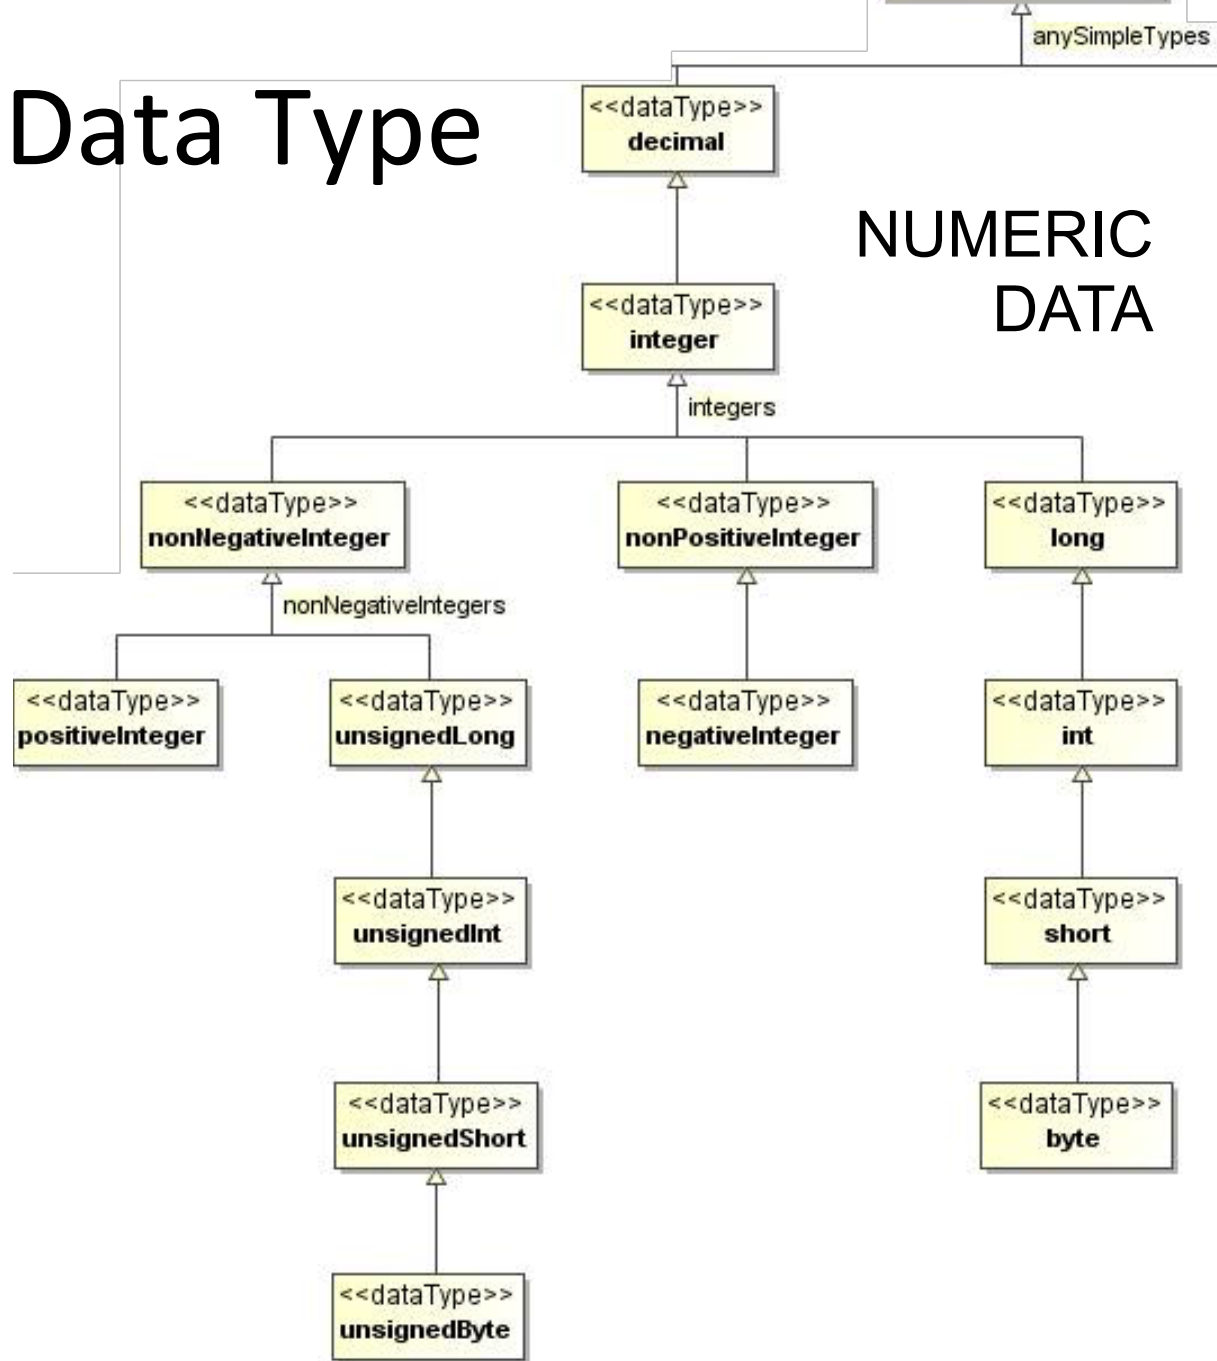 anySimpleTypes
Data Type
<<dataType>>
decimal
NUMERIC
DATA
<<dataType>>
integer
integers
<<dataType>>
nonNegativeInteger
<<dataType>>
nonPositiveInteger
<<dataType>>
long
nonNegativeIntegers
<<dataType>>
positiveInteger
<<dataType>>
unsignedLong
<<dataType>>
negativeInteger
<<dataType>>
int
<<dataType>>
unsignedInt
<<dataType>>
short
<<dataType>>
unsignedShort
<<dataType>>
byte
<<dataType>>
unsignedByte